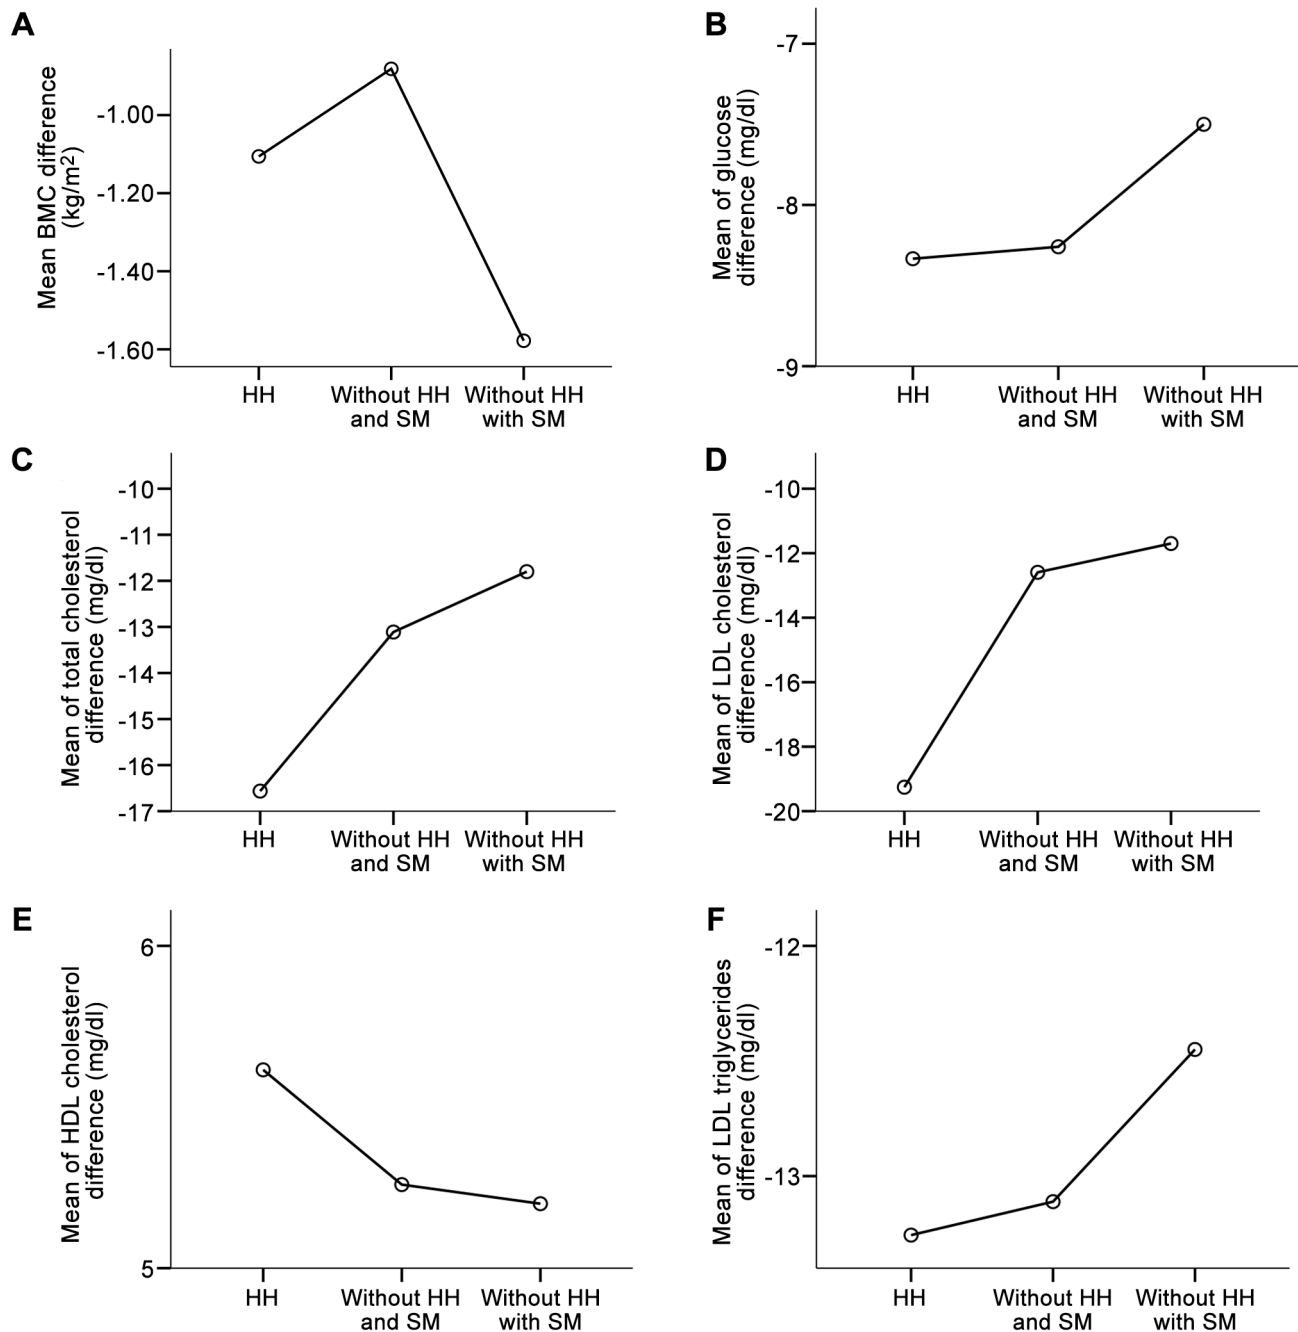 A
Mean BMC difference
(kg/m2)
-1.00
-1.20
-1.40
-1.60
HH
Without HH
and SM
Without HH
with SM
B
Mean of glucose
difference (mg/dl)
-7
-8
-9
HH
Without HH
and SM
Without HH
with SM
C
Mean of total cholesterol
difference (mg/dl)
-10
-11
-12
-13
-14
-15
-16
-17
HH
Without HH
and SM
Without HH
with SM
D
Mean of LDL cholesterol
difference (mg/dl)
-10
-12
-14
-16
-18
-20
HH
Without HH
and SM
Without HH
with SM
E
Mean of HDL cholesterol
difference (mg/dl)
6
5
HH
Without HH
and SM
Without HH
with SM
F
Mean of LDL triglycerides
difference (mg/dl)
-12
-13
HH
Without HH
and SM
Without HH
with SM